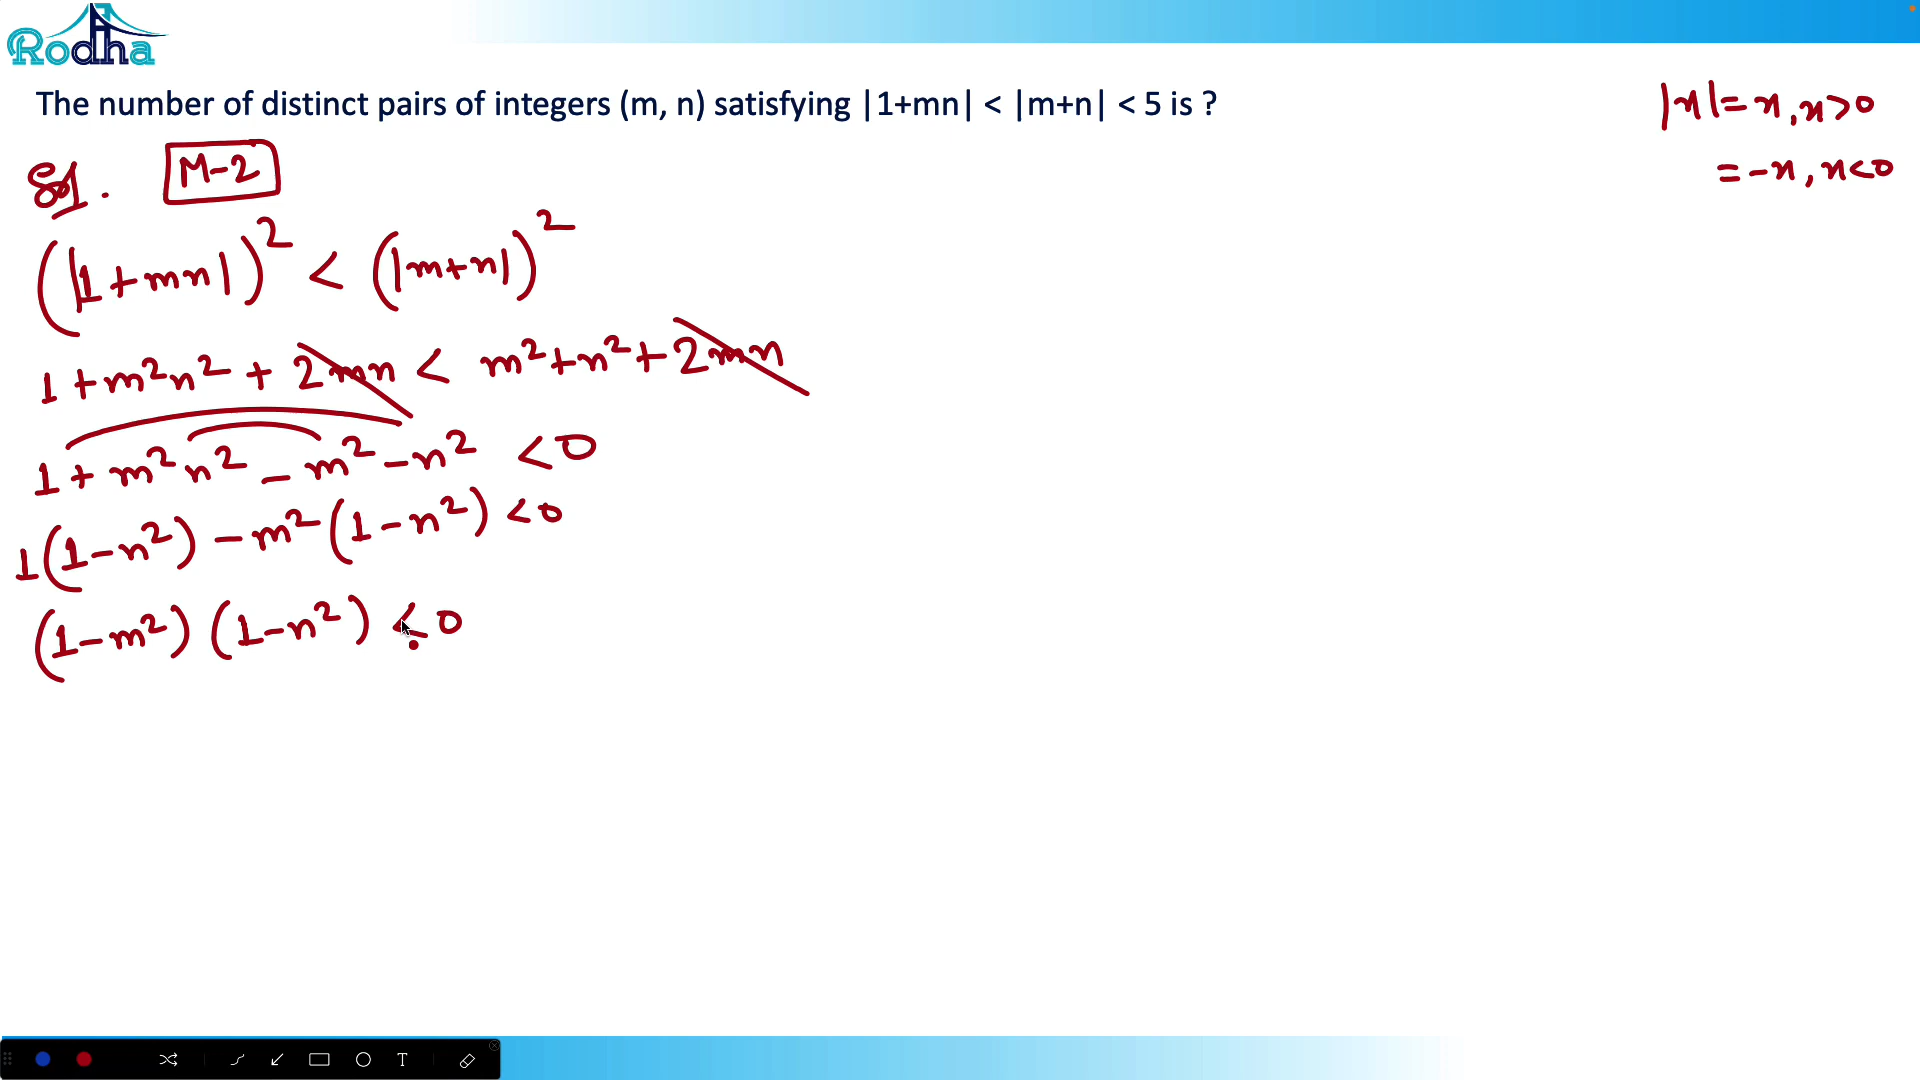 Rodha
The number of distinct pairs of integers (m, n) satisfying |1+mn| < |m+n| < 5 is ?
|x|= x, x>0
= -x, x<0
Sol. M-2
(|1+mn|)² < (|m+n|)²
1+m²n²+2mn < m²+n²+2mn
1+m²n²-m²-n² <0
1(1-n²)-m²(1-n²)<0
(1-m²)(1-n²)<0
T